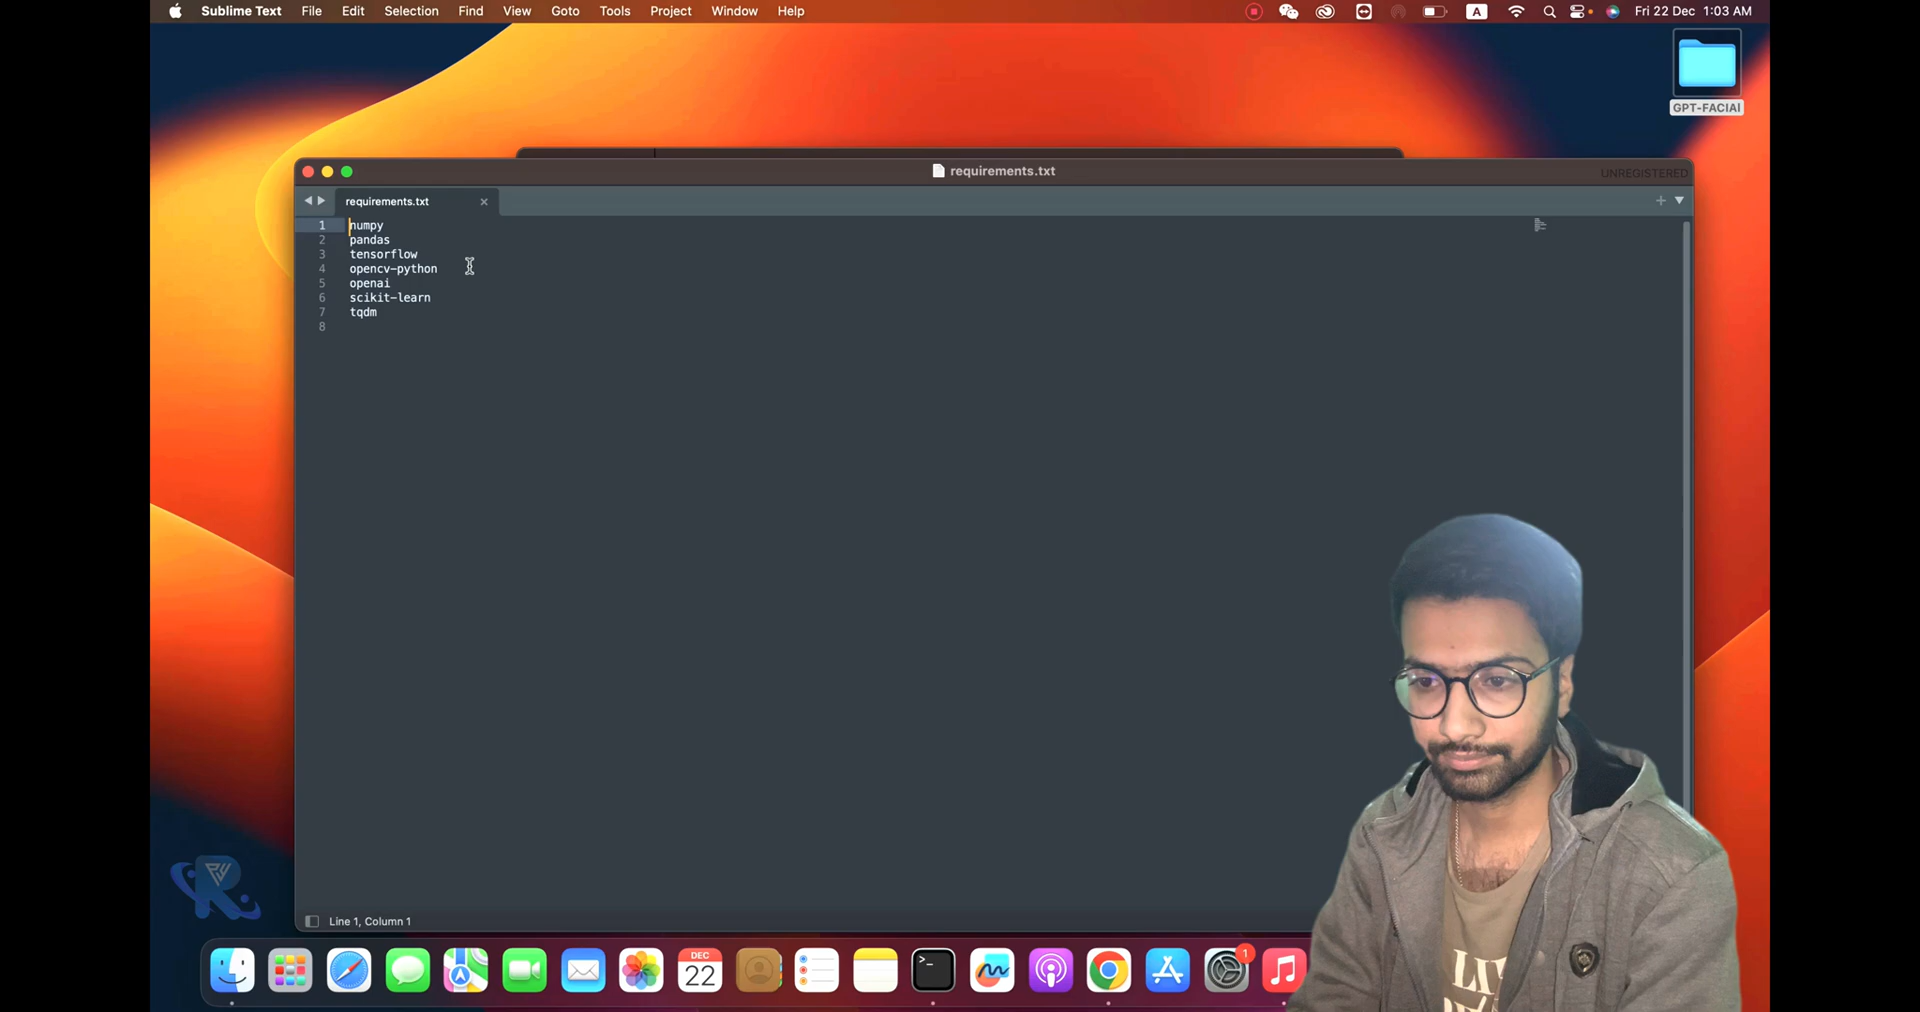 Sublime Text File Edit Selection Find View Goto Tools Project Window Help A Fri 22 Dec 1:03 AM
GPT-FACIAI
requirements.txt
UNREGISTERED
requirements.txt
1 numpy
2 pandas
3 tensorflow
4 opencv-python
5 openai
6 scikit-learn
7 tqdm
8
Line 1, Column 1
DEC
22
1